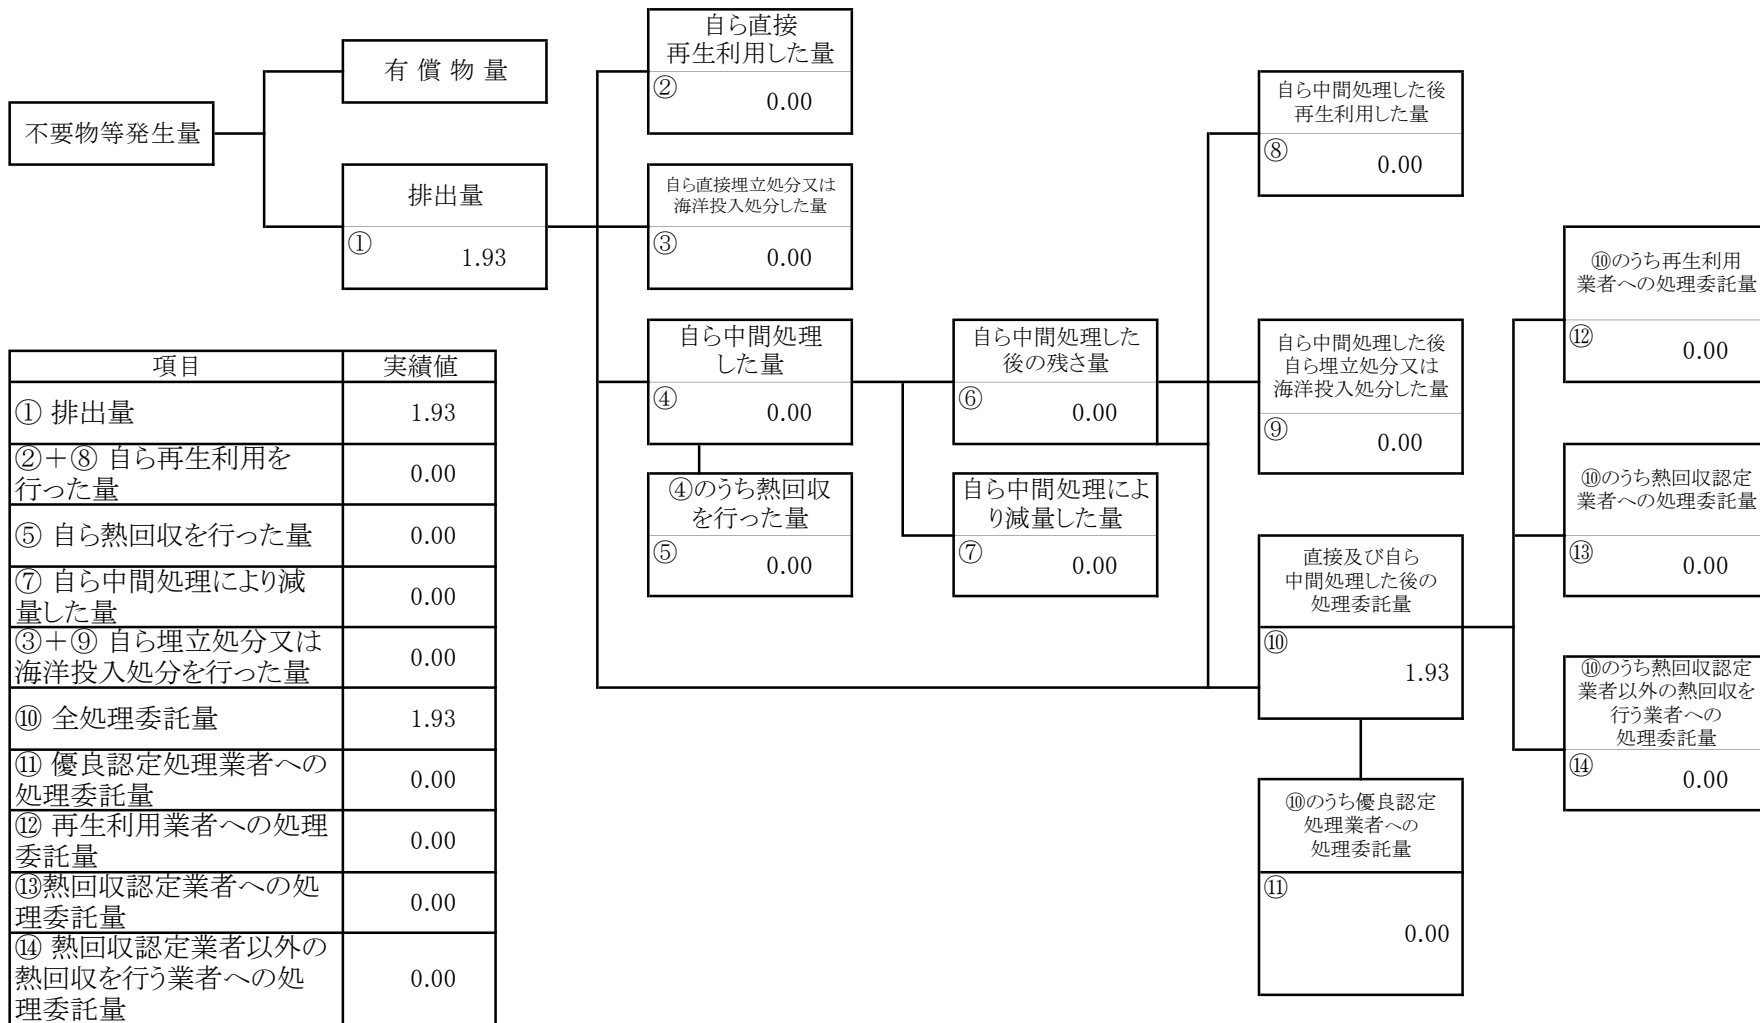 不要物等発生量
有償物量
排出量
①
1.93
自ら直接
再生利用した量
②
0.00
自ら直接埋立処分又は
海洋投入処分した量
③
0.00
自ら中間処理
した量
④
0.00
④のうち熱回収
を行った量
⑤
0.00
自ら中間処理した
後の残さ量
⑥
0.00
自ら中間処理によ
り減量した量
⑦
0.00
自ら中間処理した後
再生利用した量
⑧
0.00
自ら中間処理した後
自ら埋立処分又は
海洋投入処分した量
⑨
0.00
直接及び自ら
中間処理した後の
処理委託量
⑩
1.93
⑩のうち優良認定
処理業者への
処理委託量
⑪
0.00
⑩のうち再生利用
業者への処理委託量
⑫
0.00
⑩のうち熱回収認定
業者への処理委託量
⑬
0.00
⑩のうち熱回収認定
業者以外の熱回収を
行う業者への
処理委託量
⑭
0.00
項目 実績値
① 排出量 1.93
②+⑧ 自ら再生利用を
行った量 0.00
⑤ 自ら熱回収を行った量 0.00
⑦ 自ら中間処理により減
量した量 0.00
③+⑨ 自ら埋立処分又は
海洋投入処分を行った量 0.00
⑩ 全処理委託量 1.93
⑪ 優良認定処理業者への
処理委託量 0.00
⑫ 再生利用業者への処理
委託量 0.00
⑬熱回収認定業者への処
理委託量 0.00
⑭ 熱回収認定業者以外の
熱回収を行う業者への処
理委託量 0.00